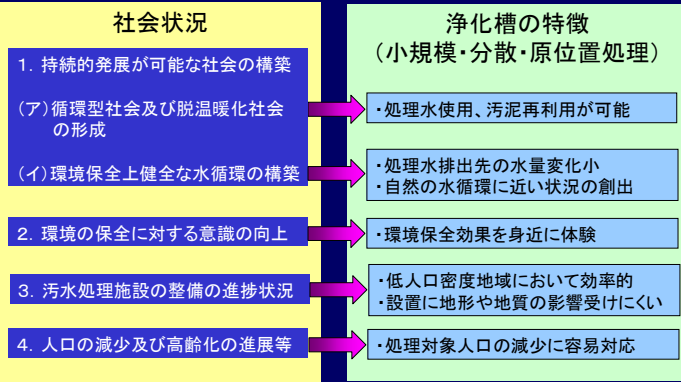 社会状況
1. 持続的発展が可能な社会の構築
(ア)循環型社会及び脱温暖化社会
の形成
(イ)環境保全上健全な水循環の構築
2. 環境の保全に対する意識の向上
3. 汚水処理施設の整備の進捗状況
4. 人口の減少及び高齢化の進展等
浄化槽の特徴
(小規模・分散・原位置処理)
・処理水使用、汚泥再利用が可能
・処理水排出先の水量変化小
・自然の水循環に近い状況の創出
・環境保全効果を身近に体験
・低人口密度地域において効率的
・設置に地形や地質の影響受けにくい
・処理対象人口の減少に容易対応